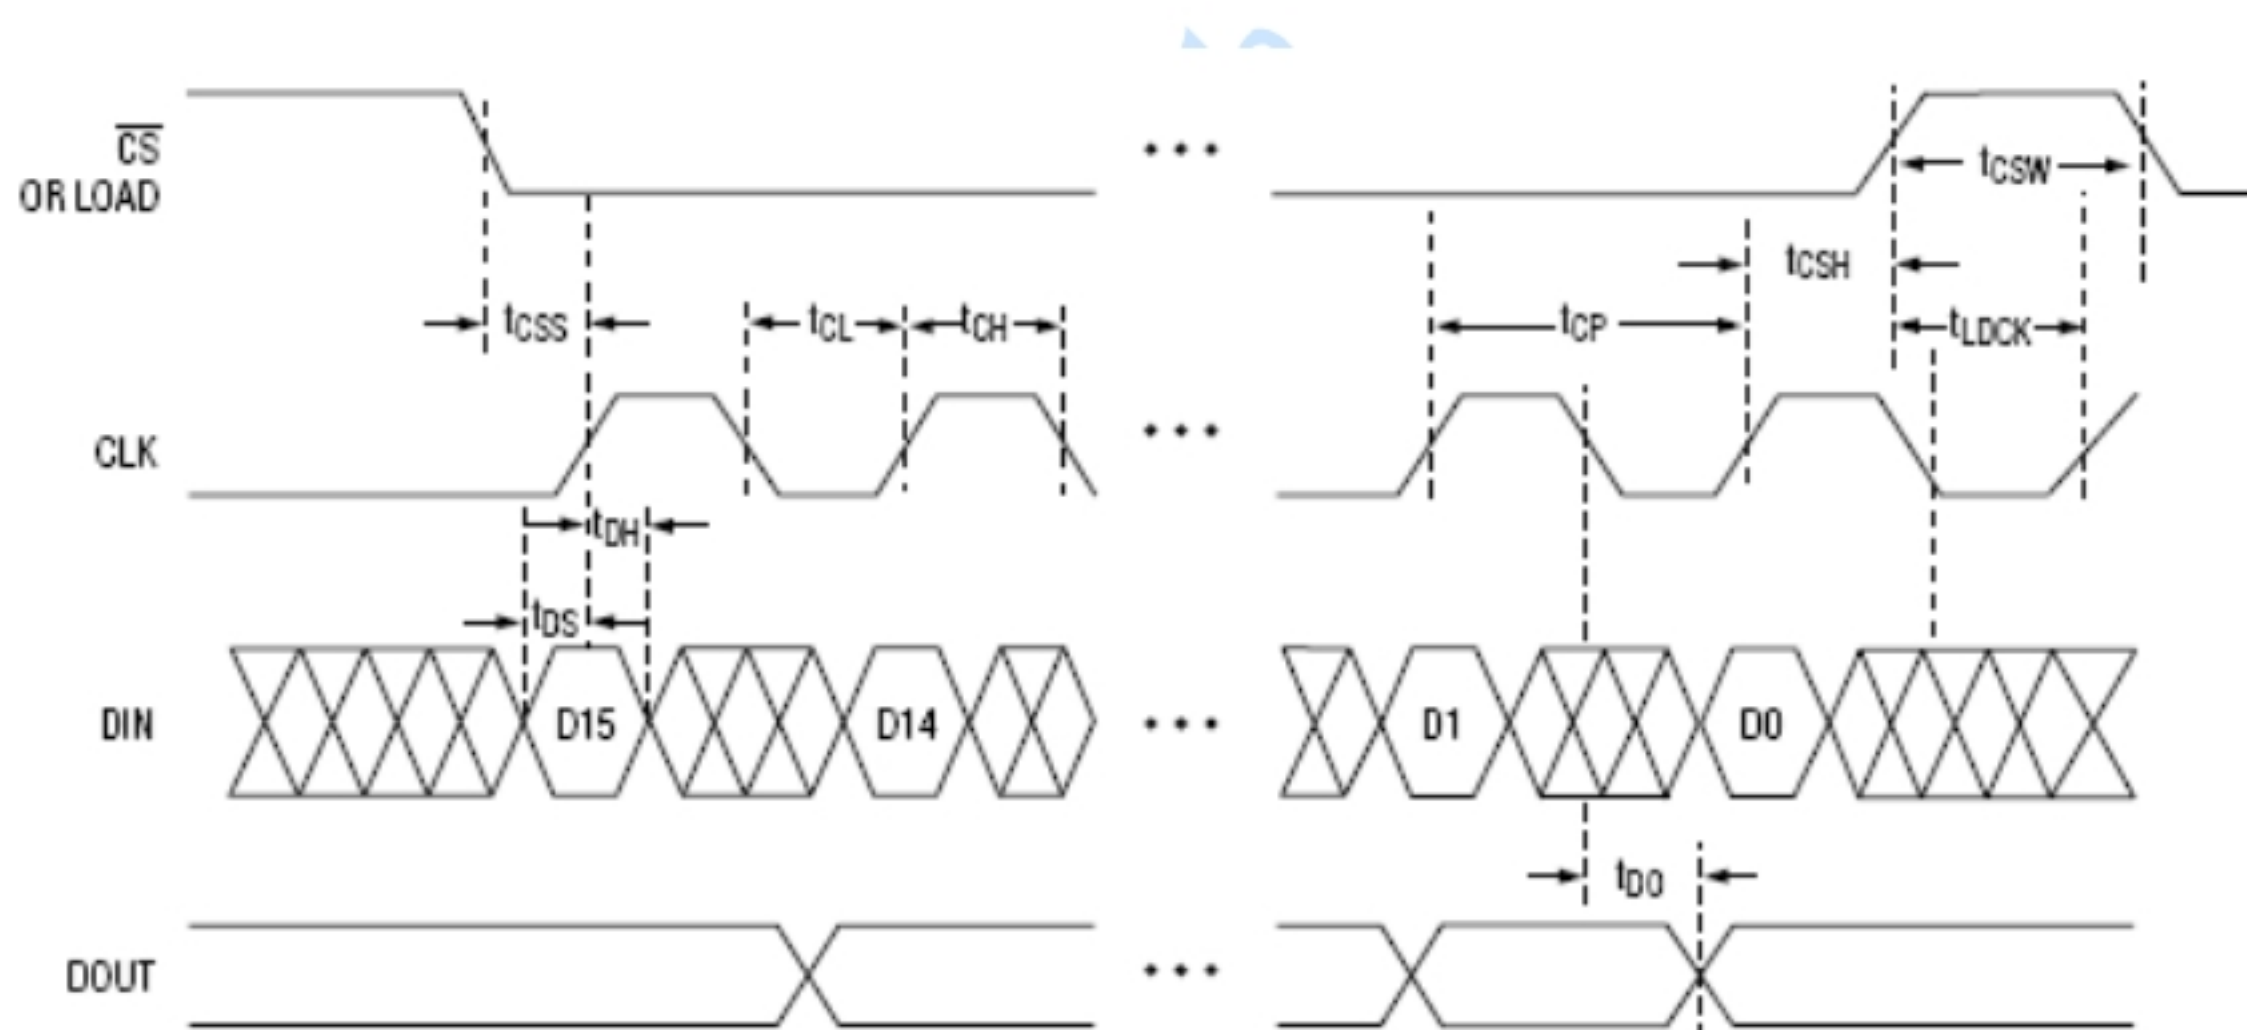 CS
OR LOAD
tCSW
tCSH
tCSS
tCL
tCH
tCP
tLDCK
CLK
tDH
tDS
DIN
D15
D14
D1
D0
tDO
DOUT